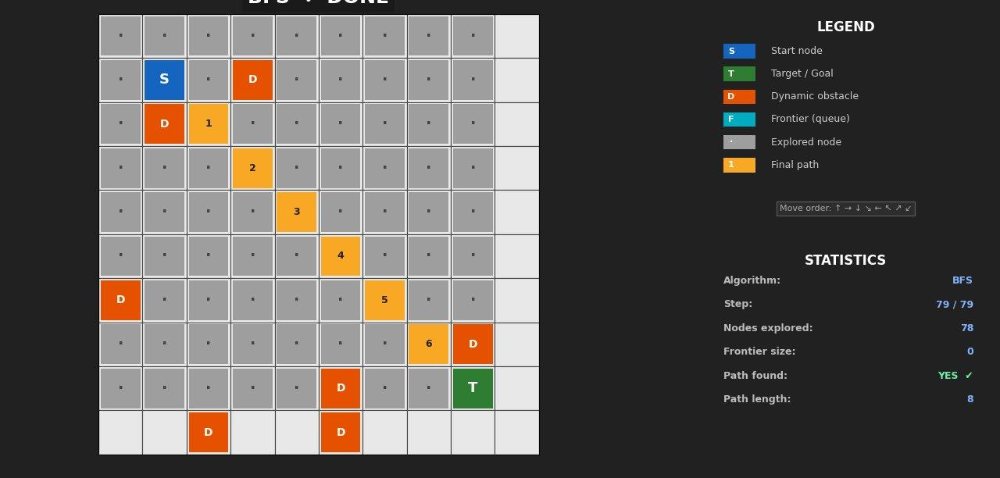 BFS · DONE
· · · · · · · · ·
· S · D · · · · ·
· D 1 · · · · · ·
· · · 2 · · · · ·
· · · · 3 · · · ·
· · · · · 4 · · ·
D · · · · · 5 · ·
· · · · · · · 6 D
· · · · · D · · T
D D
LEGEND
S Start node
T Target / Goal
D Dynamic obstacle
F Frontier (queue)
· Explored node
1 Final path
Move order: ↑ → ↓ ↘ ← ↖ ↗ ↙
STATISTICS
Algorithm: BFS
Step: 79 / 79
Nodes explored: 78
Frontier size: 0
Path found: YES ✔
Path length: 8